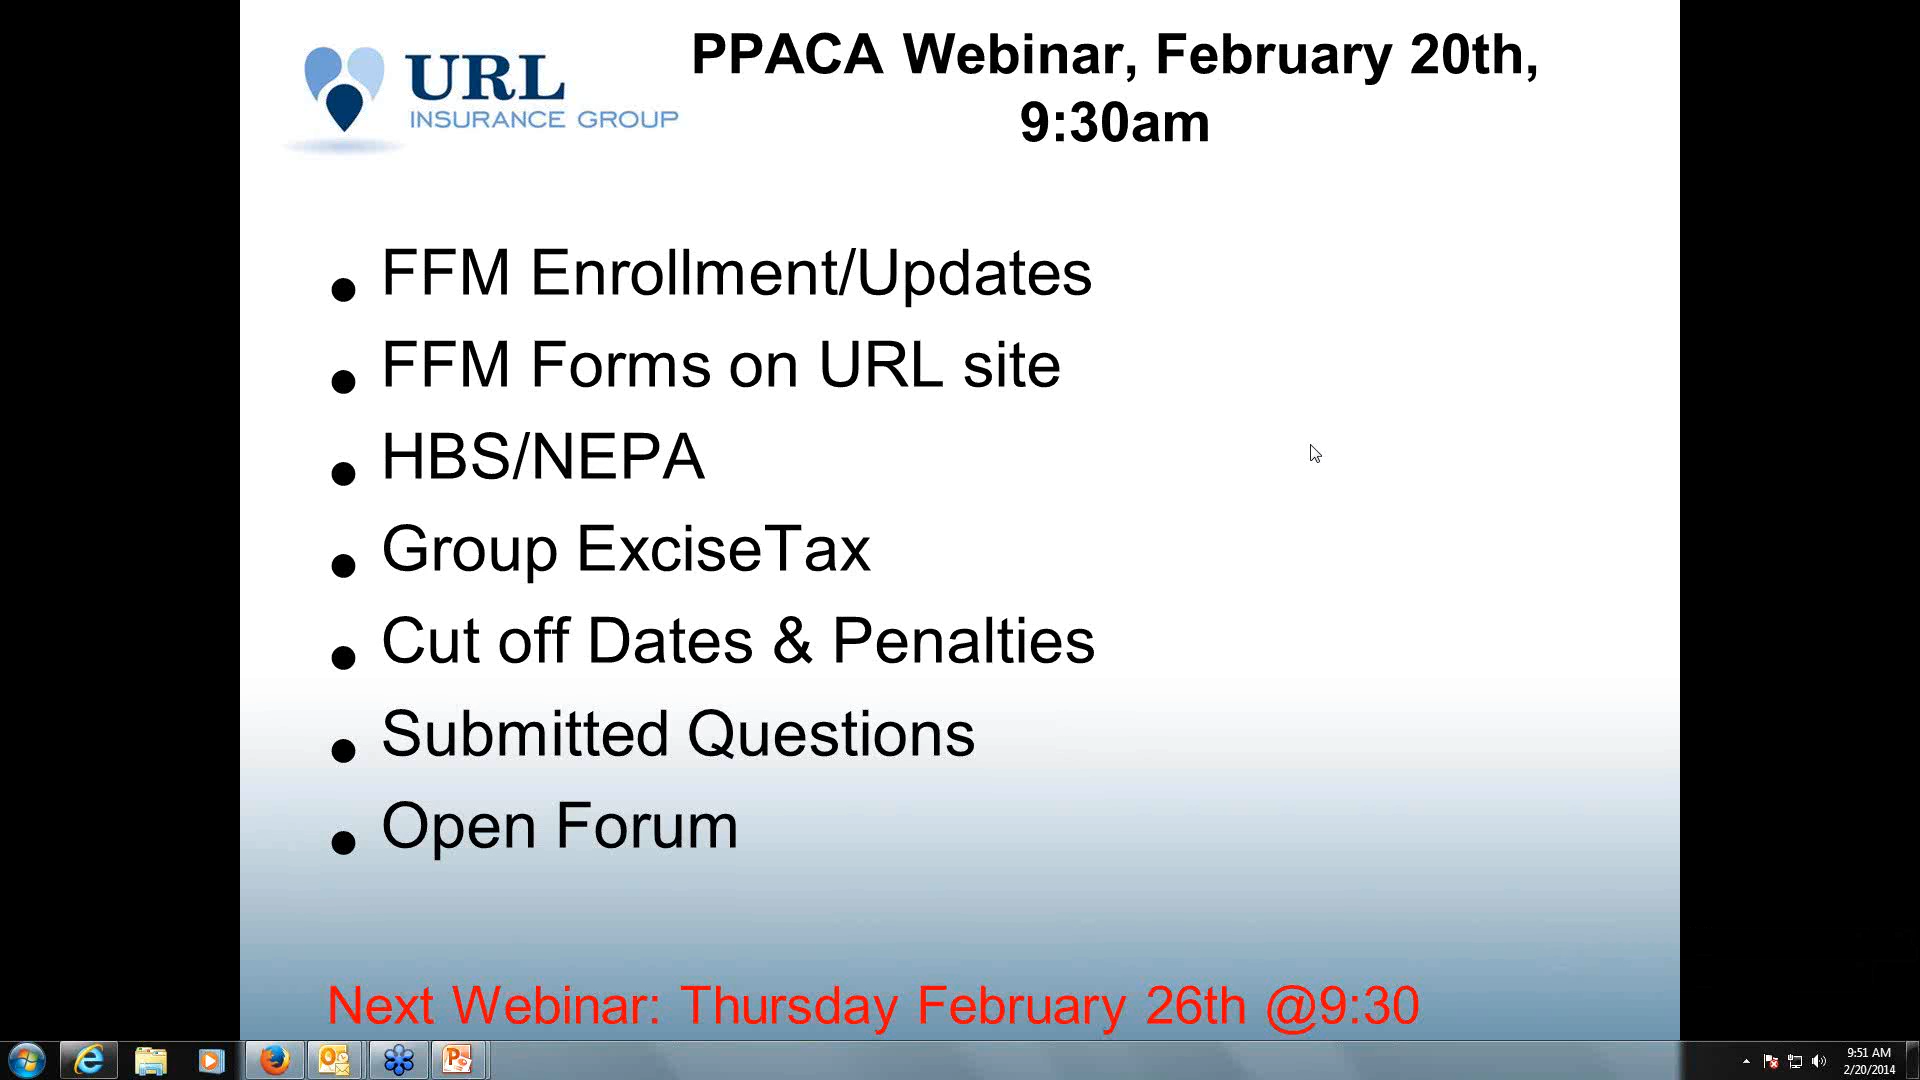 URL
INSURANCE GROUP
PPACA Webinar, February 20th,
9:30am
• FFM Enrollment/Updates
• FFM Forms on URL site
• HBS/NEPA
• Group ExciseTax
• Cut off Dates & Penalties
• Submitted Questions
• Open Forum
Next Webinar: Thursday February 26th @9:30
9:51 AM
2/20/2014